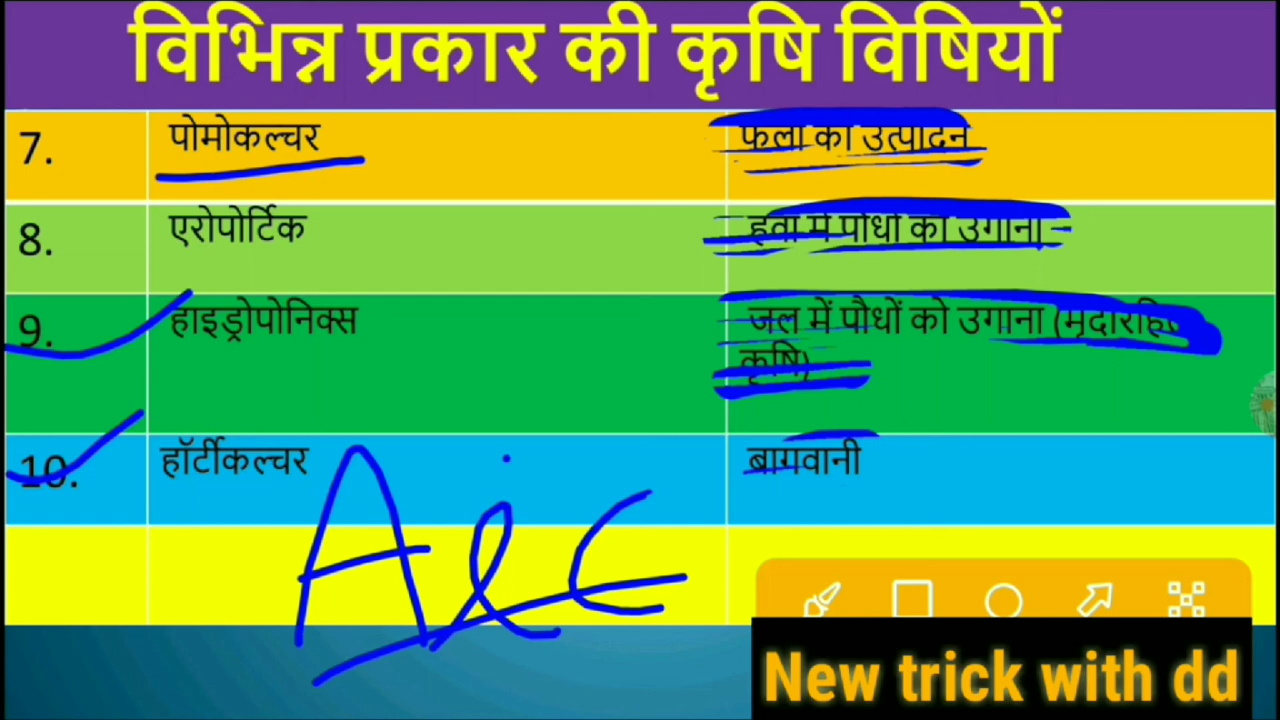 विभिन्न प्रकार की कृषि विषियों
7. पोमोकल्चर फलों का उत्पादन
8. एरोपोर्टिक हवा में पौधों को उगाना
9. हाइड्रोपोनिक्स जल में पौधों को उगाना (मृदारहित
कृषि)
10. हॉर्टीकल्चर बागवानी
New trick with dd